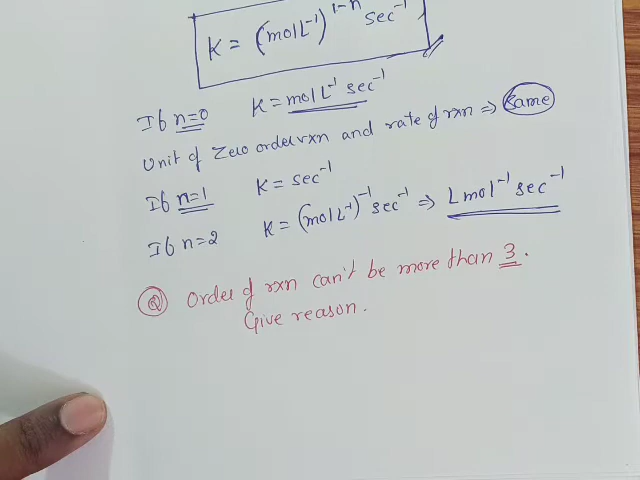 K = (mol L⁻¹)¹⁻ⁿ sec⁻¹
If n=0 K = mol L⁻¹ sec⁻¹
Unit of Zero order rxn and rate of rxn ⇒ Same
If n=1 K = sec⁻¹
If n=2 K = (mol L⁻¹)⁻¹ sec⁻¹ ⇒ L mol⁻¹ sec⁻¹
Q Order of rxn can't be more than 3.
Give reason.